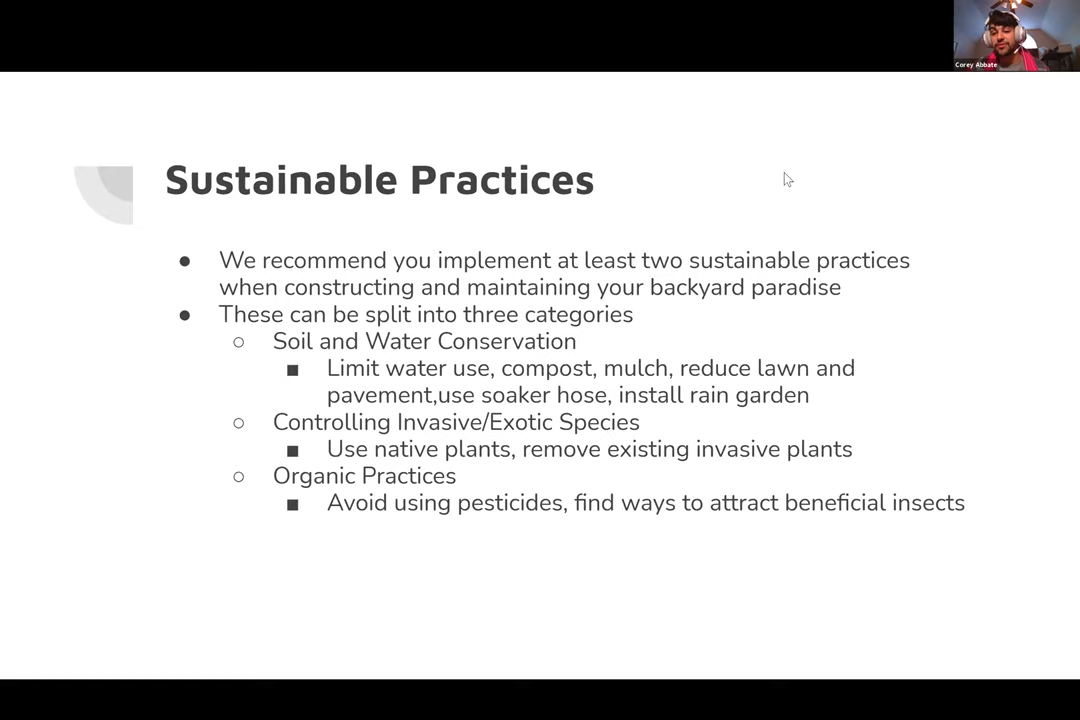 Corey Abbate
Sustainable Practices
● We recommend you implement at least two sustainable practices
when constructing and maintaining your backyard paradise
● These can be split into three categories
○ Soil and Water Conservation
■ Limit water use, compost, mulch, reduce lawn and
pavement,use soaker hose, install rain garden
○ Controlling Invasive/Exotic Species
■ Use native plants, remove existing invasive plants
○ Organic Practices
■ Avoid using pesticides, find ways to attract beneficial insects